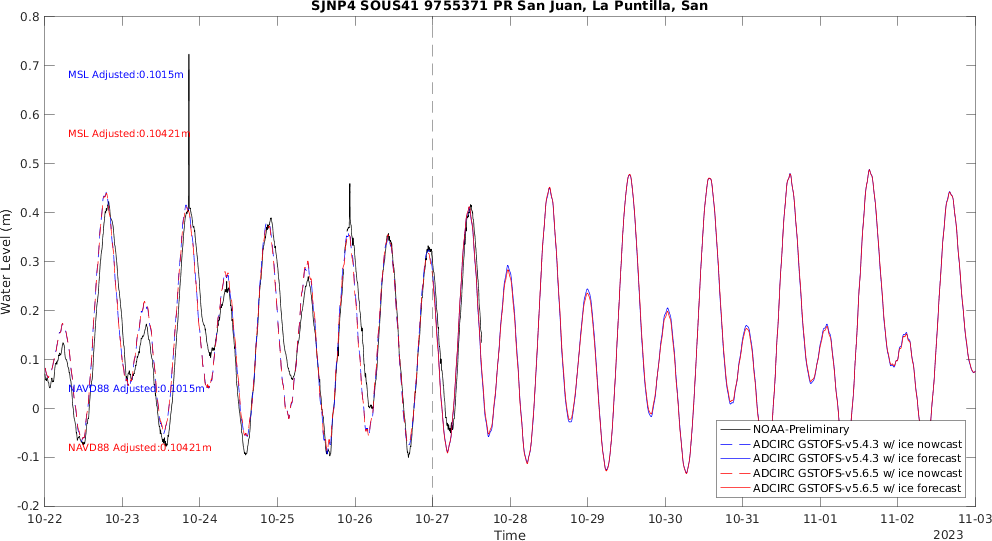 SJNP4 SOUS41 9755371 PR San Juan, La Puntilla, San
0.8
0.7
0.6
0.5
0.4
0.3
0.2
0.1
0
-0.1
-0.2
Water Level (m)
MSL Adjusted:0.1015m
MSL Adjusted:0.10421m
NAVD88 Adjusted:0.1015m
NAVD88 Adjusted:0.10421m
NOAA-Preliminary
ADCIRC GSTOFS-v5.4.3 w/ ice nowcast
ADCIRC GSTOFS-v5.4.3 w/ ice forecast
ADCIRC GSTOFS-v5.6.5 w/ ice nowcast
ADCIRC GSTOFS-v5.6.5 w/ ice forecast
10-22 10-23 10-24 10-25 10-26 10-27 10-28 10-29 10-30 10-31 11-01 11-02 11-03
Time
2023